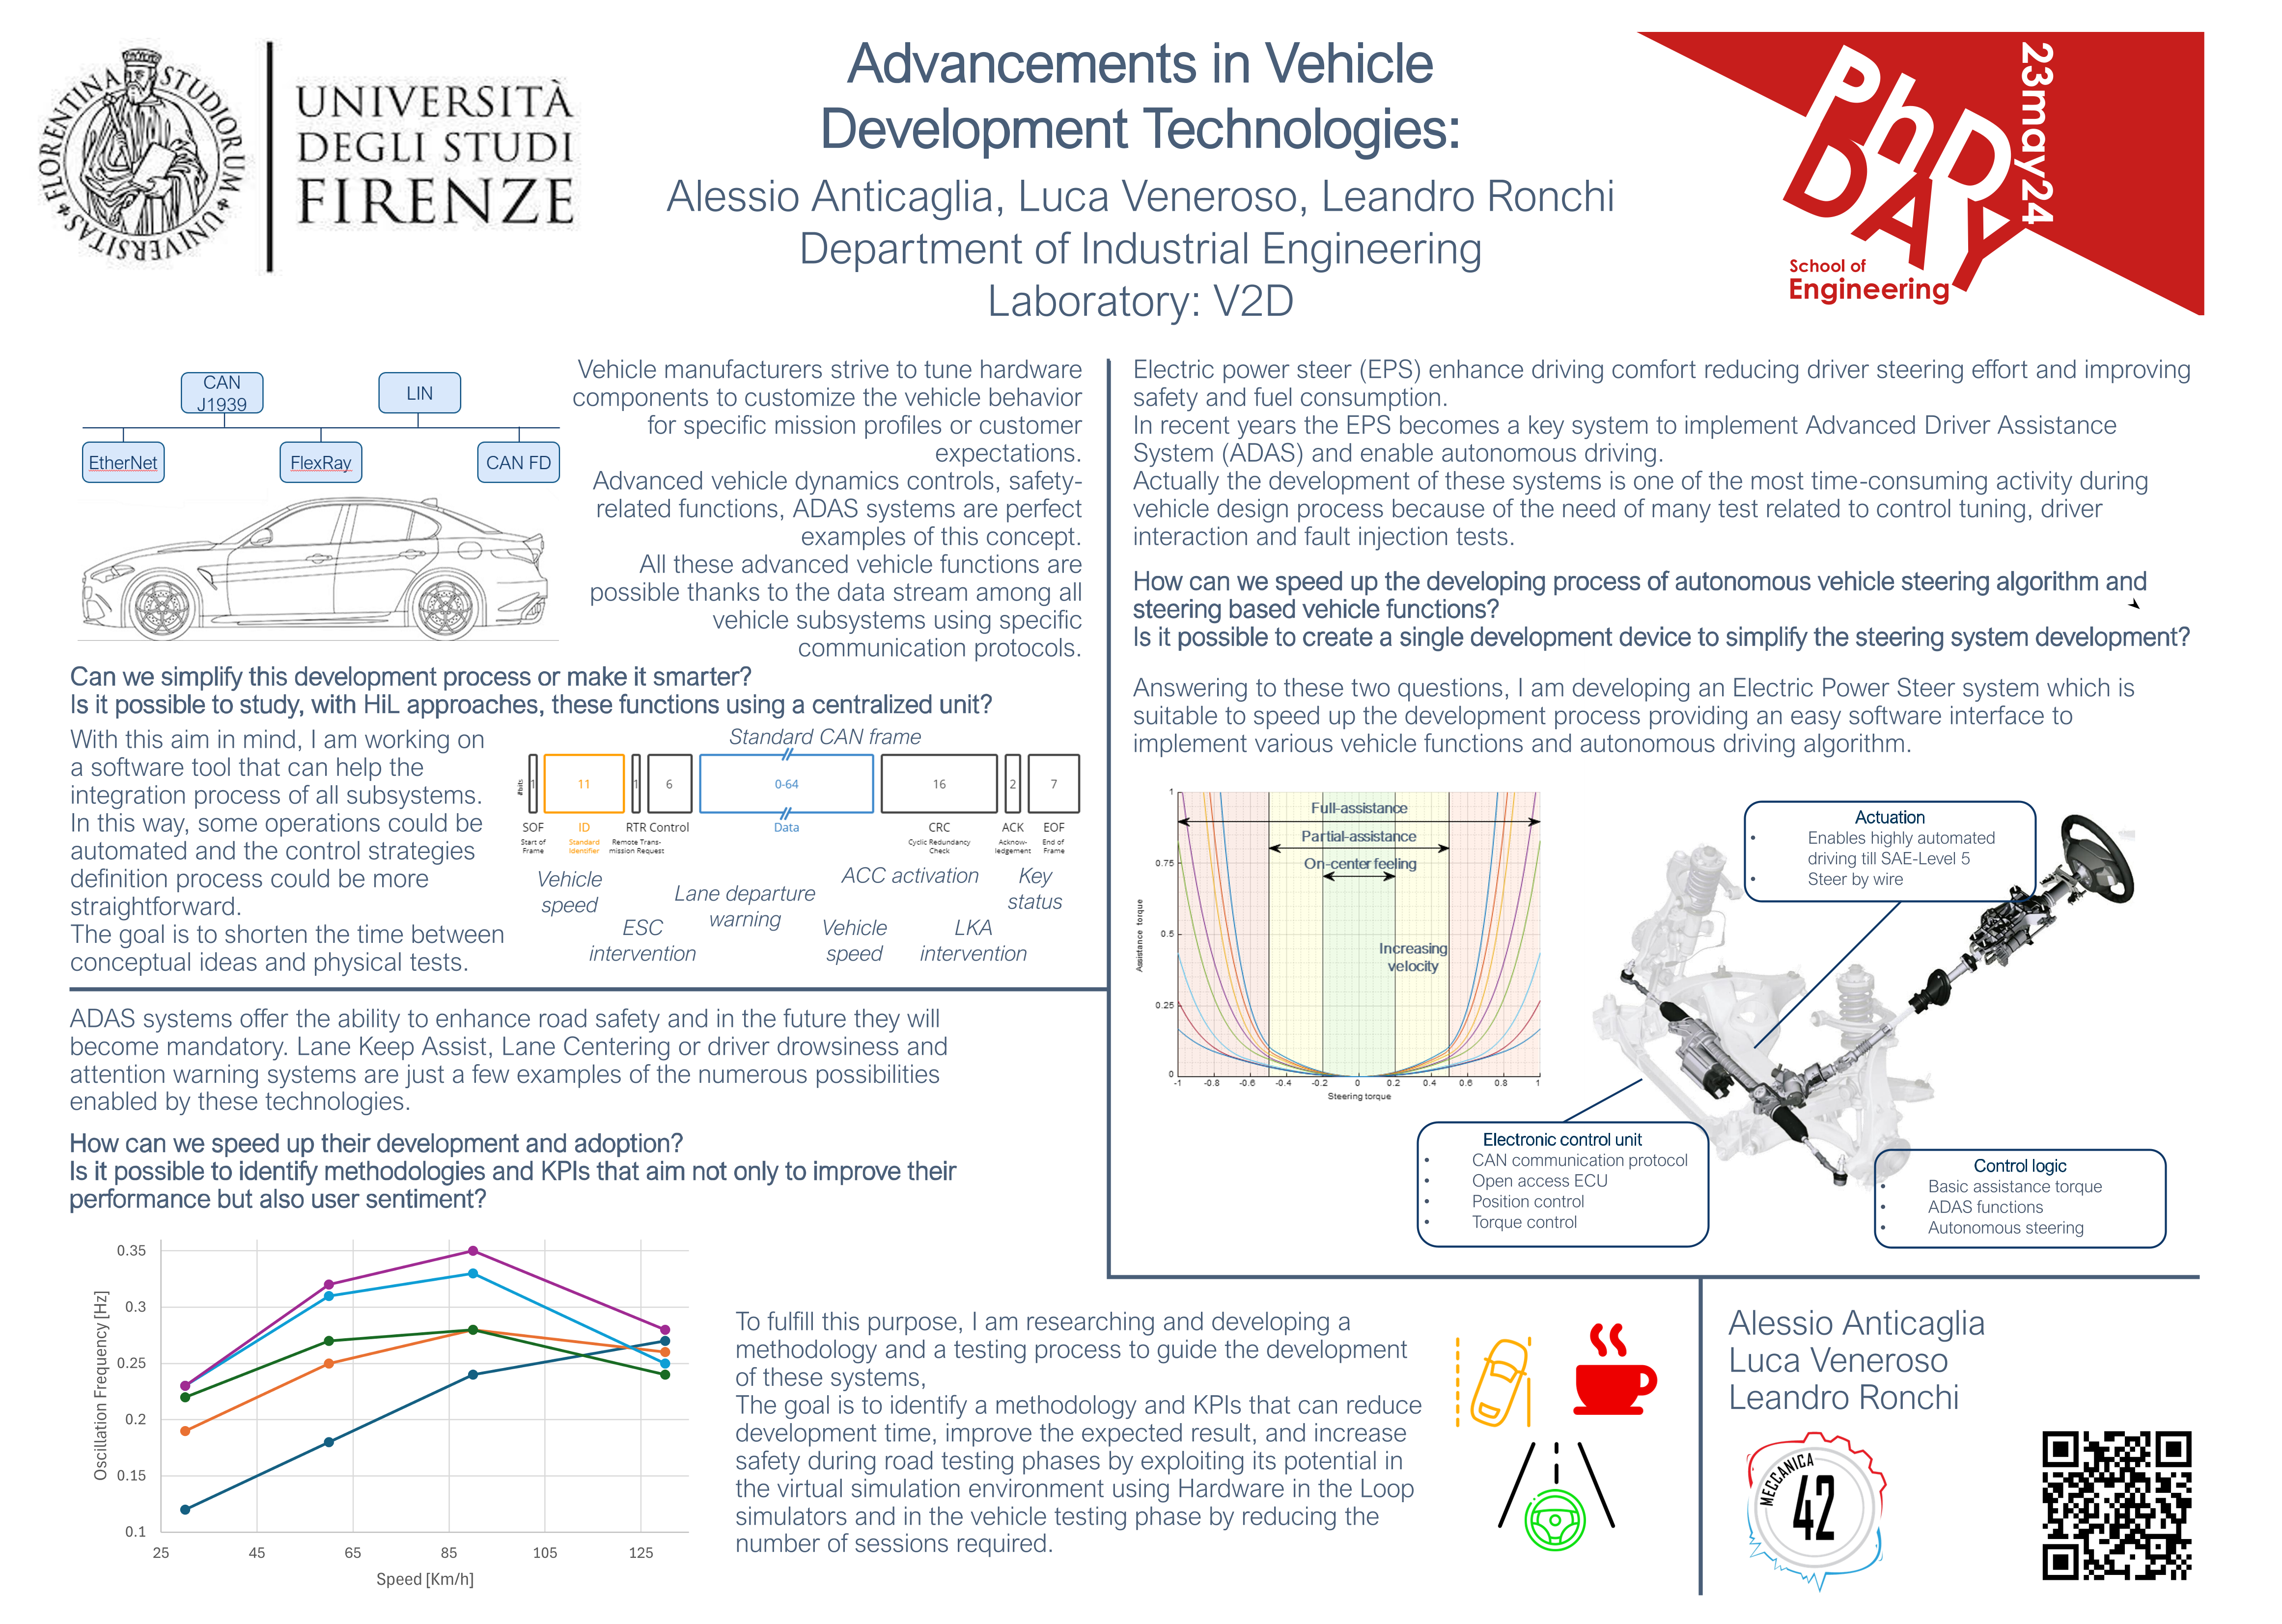 FLORENTINA STUDIORUM UNIVERSITAS
UNIVERSITÀ
DEGLI STUDI
FIRENZE
Advancements in Vehicle
Development Technologies:
Alessio Anticaglia, Luca Veneroso, Leandro Ronchi
Department of Industrial Engineering
Laboratory: V2D
PhD
DAY
23may24
School of
Engineering
CAN
J1939
LIN
EtherNet
FlexRay
CAN FD
Vehicle manufacturers strive to tune hardware
components to customize the vehicle behavior
for specific mission profiles or customer
expectations.
Advanced vehicle dynamics controls, safety-
related functions, ADAS systems are perfect
examples of this concept.
All these advanced vehicle functions are
possible thanks to the data stream among all
vehicle subsystems using specific
communication protocols.
Can we simplify this development process or make it smarter?
Is it possible to study, with HiL approaches, these functions using a centralized unit?
With this aim in mind, I am working on
a software tool that can help the
integration process of all subsystems.
In this way, some operations could be
automated and the control strategies
definition process could be more
straightforward.
The goal is to shorten the time between
conceptual ideas and physical tests.
Standard CAN frame
#bits
1
11
1
6
0-64
16
2
7
SOF
Start of
Frame
ID
Standard
Identifier
RTR
Remote Trans-
mission Request
Control
Data
CRC
Cyclic Redundancy
Check
ACK
Acknow-
ledgement
EOF
End of
Frame
Vehicle
speed
ESC
intervention
Lane departure
warning
ACC activation
Vehicle
speed
LKA
intervention
Key
status
ADAS systems offer the ability to enhance road safety and in the future they will
become mandatory. Lane Keep Assist, Lane Centering or driver drowsiness and
attention warning systems are just a few examples of the numerous possibilities
enabled by these technologies.
How can we speed up their development and adoption?
Is it possible to identify methodologies and KPIs that aim not only to improve their
performance but also user sentiment?
Oscillation Frequency [Hz]
0.35
0.3
0.25
0.2
0.15
0.1
25
45
65
85
105
125
Speed [Km/h]
To fulfill this purpose, I am researching and developing a
methodology and a testing process to guide the development
of these systems,
The goal is to identify a methodology and KPIs that can reduce
development time, improve the expected result, and increase
safety during road testing phases by exploiting its potential in
the virtual simulation environment using Hardware in the Loop
simulators and in the vehicle testing phase by reducing the
number of sessions required.
Electric power steer (EPS) enhance driving comfort reducing driver steering effort and improving
safety and fuel consumption.
In recent years the EPS becomes a key system to implement Advanced Driver Assistance
System (ADAS) and enable autonomous driving.
Actually the development of these systems is one of the most time-consuming activity during
vehicle design process because of the need of many test related to control tuning, driver
interaction and fault injection tests.
How can we speed up the developing process of autonomous vehicle steering algorithm and
steering based vehicle functions?
Is it possible to create a single development device to simplify the steering system development?
Answering to these two questions, I am developing an Electric Power Steer system which is
suitable to speed up the development process providing an easy software interface to
implement various vehicle functions and autonomous driving algorithm.
Full-assistance
Partial-assistance
On-center feeling
Increasing
velocity
Assistance torque
1
0.75
0.5
0.25
0
-1
-0.8
-0.6
-0.4
-0.2
0
0.2
0.4
0.6
0.8
1
Steering torque
Actuation
• Enables highly automated
driving till SAE-Level 5
• Steer by wire
Electronic control unit
• CAN communication protocol
• Open access ECU
• Position control
• Torque control
Control logic
• Basic assistance torque
• ADAS functions
• Autonomous steering
Alessio Anticaglia
Luca Veneroso
Leandro Ronchi
MECCANICA
42